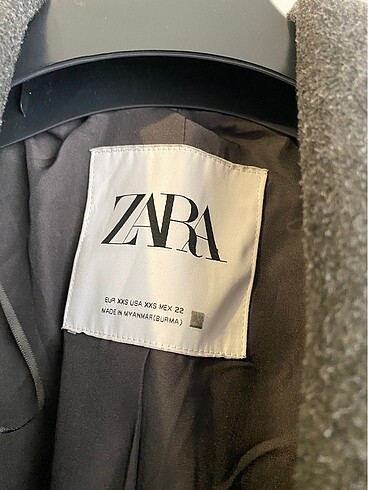 ZARA
EUR XXS USA XXS MEX 22
MADE IN MYANMAR(BURMA)